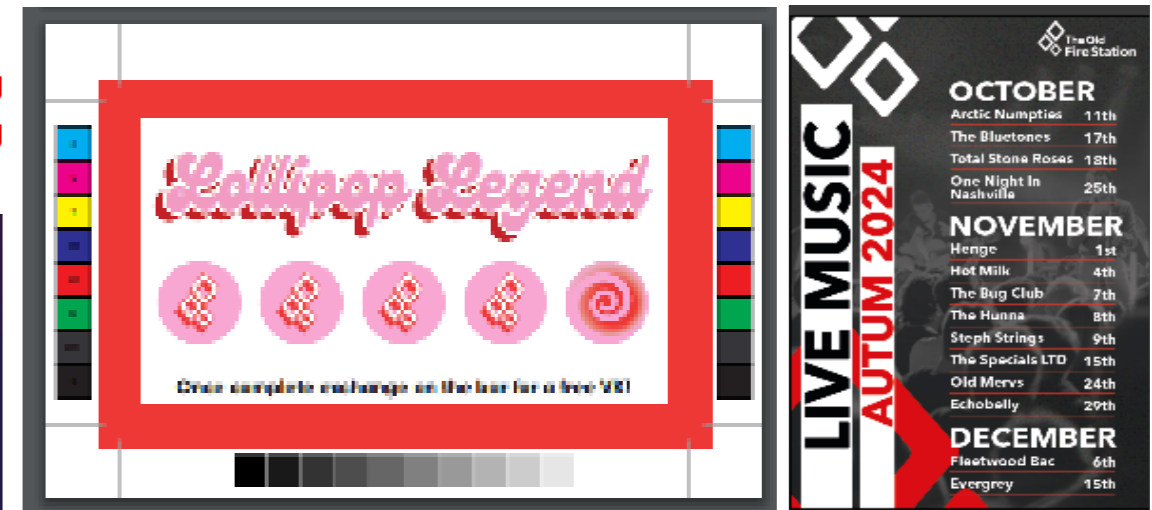 Lollipop Legend
Once complete exchange on the bar for a free VK!
The Old
Fire Station
LIVE MUSIC
AUTUM 2024
OCTOBER
Arctic Numpties 11th
The Bluetones 17th
Total Stone Roses 18th
One Night In
Nashville 25th
NOVEMBER
Henge 1st
Hot Milk 4th
The Bug Club 7th
The Hunna 8th
Steph Strings 9th
The Specials LTD 15th
Old Mervs 24th
Echobelly 29th
DECEMBER
Fleetwood Bac 6th
Evergrey 15th